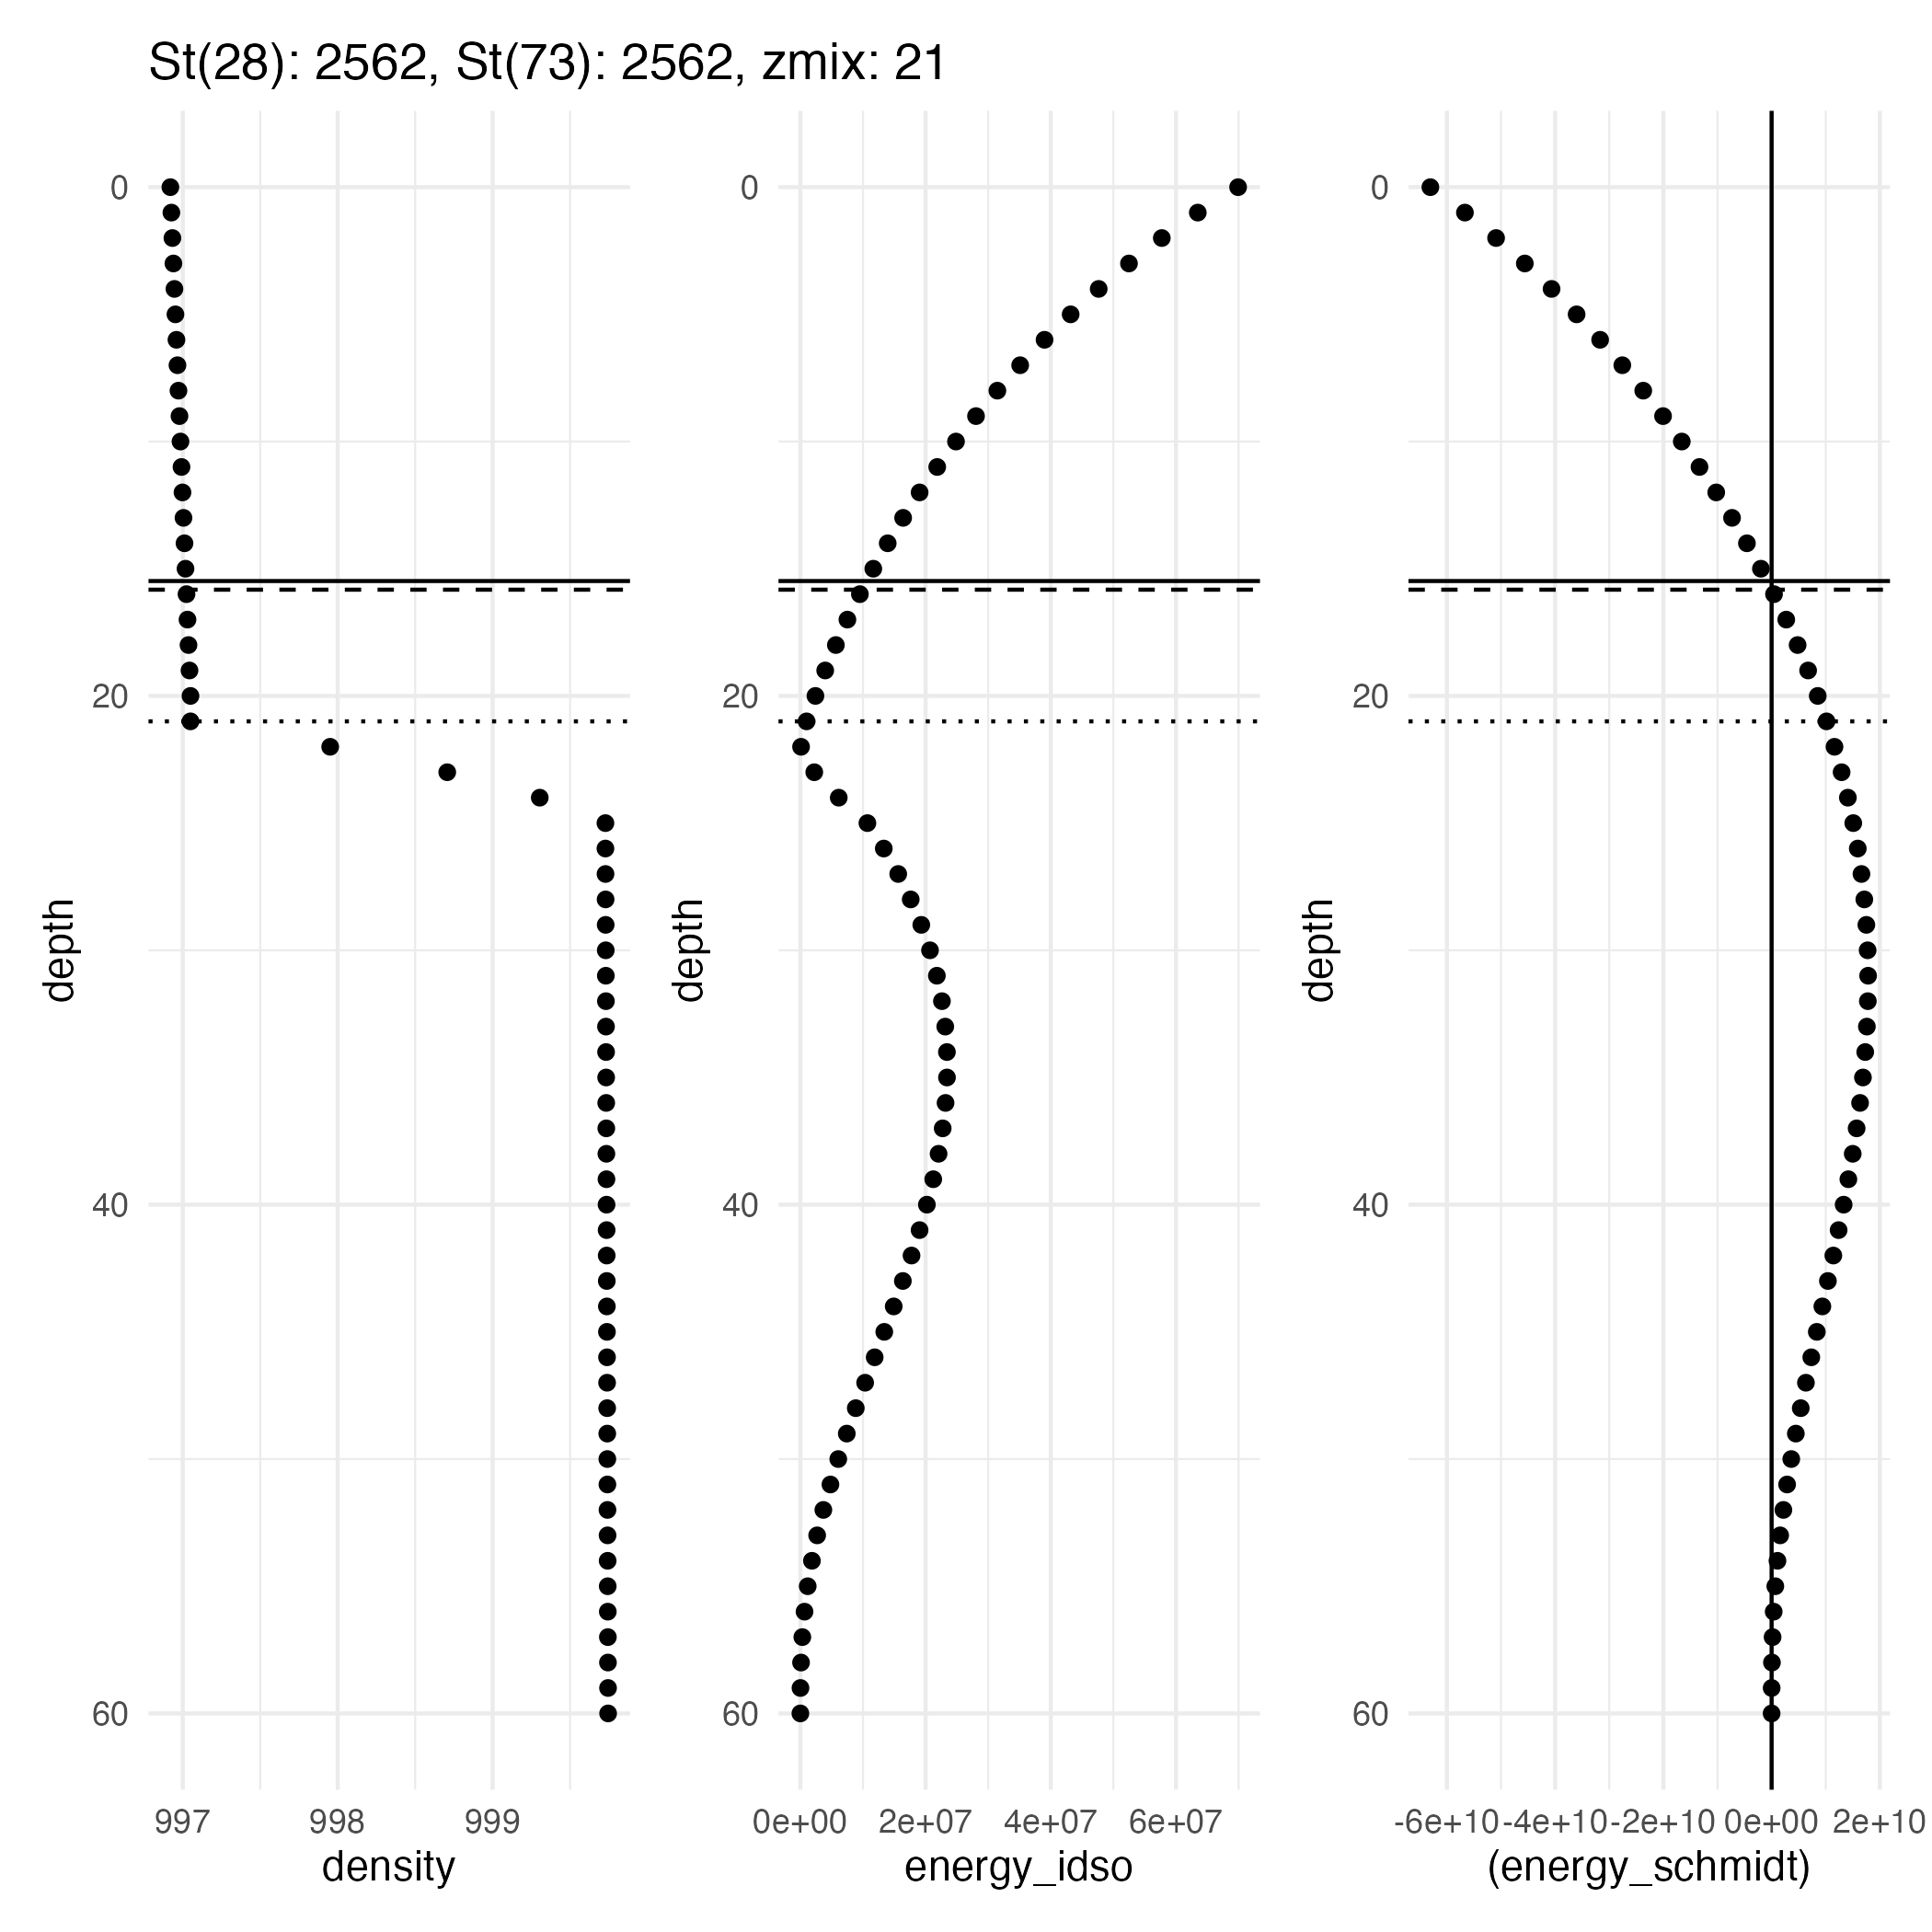 St(28): 2562, St(73): 2562, zmix: 21
depth
0
20
40
60
997 998 999
density
depth
0
20
40
60
0e+00 2e+07 4e+07 6e+07
energy_idso
depth
0
20
40
60
-6e+10 -4e+10 -2e+10 0e+00 2e+10
(energy_schmidt)